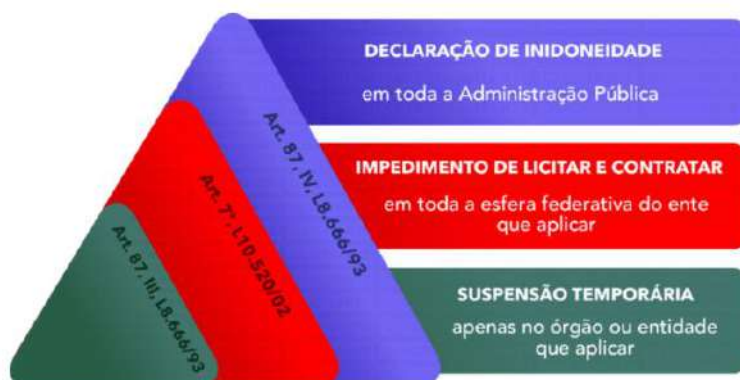 DECLARAÇÃO DE INIDONEIDADE
em toda a Administração Pública
Art. 87, IV, L8.666/93
IMPEDIMENTO DE LICITAR E CONTRATAR
em toda a esfera federativa do ente
que aplicar
Art. 7º, L10.520/02
SUSPENSÃO TEMPORÁRIA
apenas no órgão ou entidade
que aplicar
Art. 87, III, L8.666/93